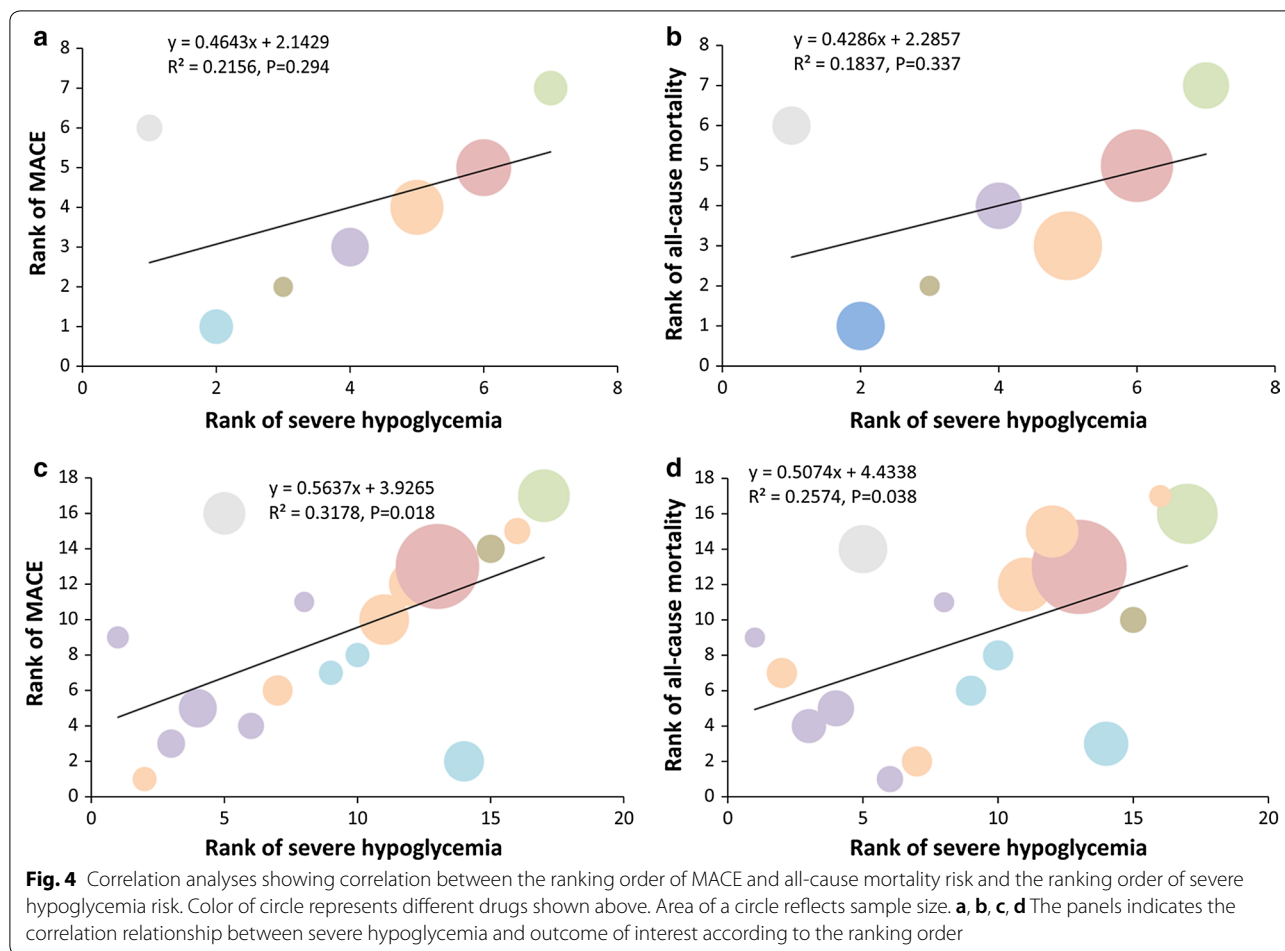 a
y = 0.4643x + 2.1429
R² = 0.2156, P=0.294
Rank of MACE
8
7
6
5
4
3
2
1
0
0 2 4 6 8
Rank of severe hypoglycemia
b
y = 0.4286x + 2.2857
R² = 0.1837, P=0.337
Rank of all-cause mortality
8
7
6
5
4
3
2
1
0
0 2 4 6 8
Rank of severe hypoglycemia
c
y = 0.5637x + 3.9265
R² = 0.3178, P=0.018
Rank of MACE
18
16
14
12
10
8
6
4
2
0
0 5 10 15 20
Rank of severe hypoglycemia
d
y = 0.5074x + 4.4338
R² = 0.2574, P=0.038
Rank of all-cause mortality
18
16
14
12
10
8
6
4
2
0
0 5 10 15 20
Rank of severe hypoglycemia
Fig. 4 Correlation analyses showing correlation between the ranking order of MACE and all-cause mortality risk and the ranking order of severe
hypoglycemia risk. Color of circle represents different drugs shown above. Area of a circle reflects sample size. a, b, c, d The panels indicates the
correlation relationship between severe hypoglycemia and outcome of interest according to the ranking order